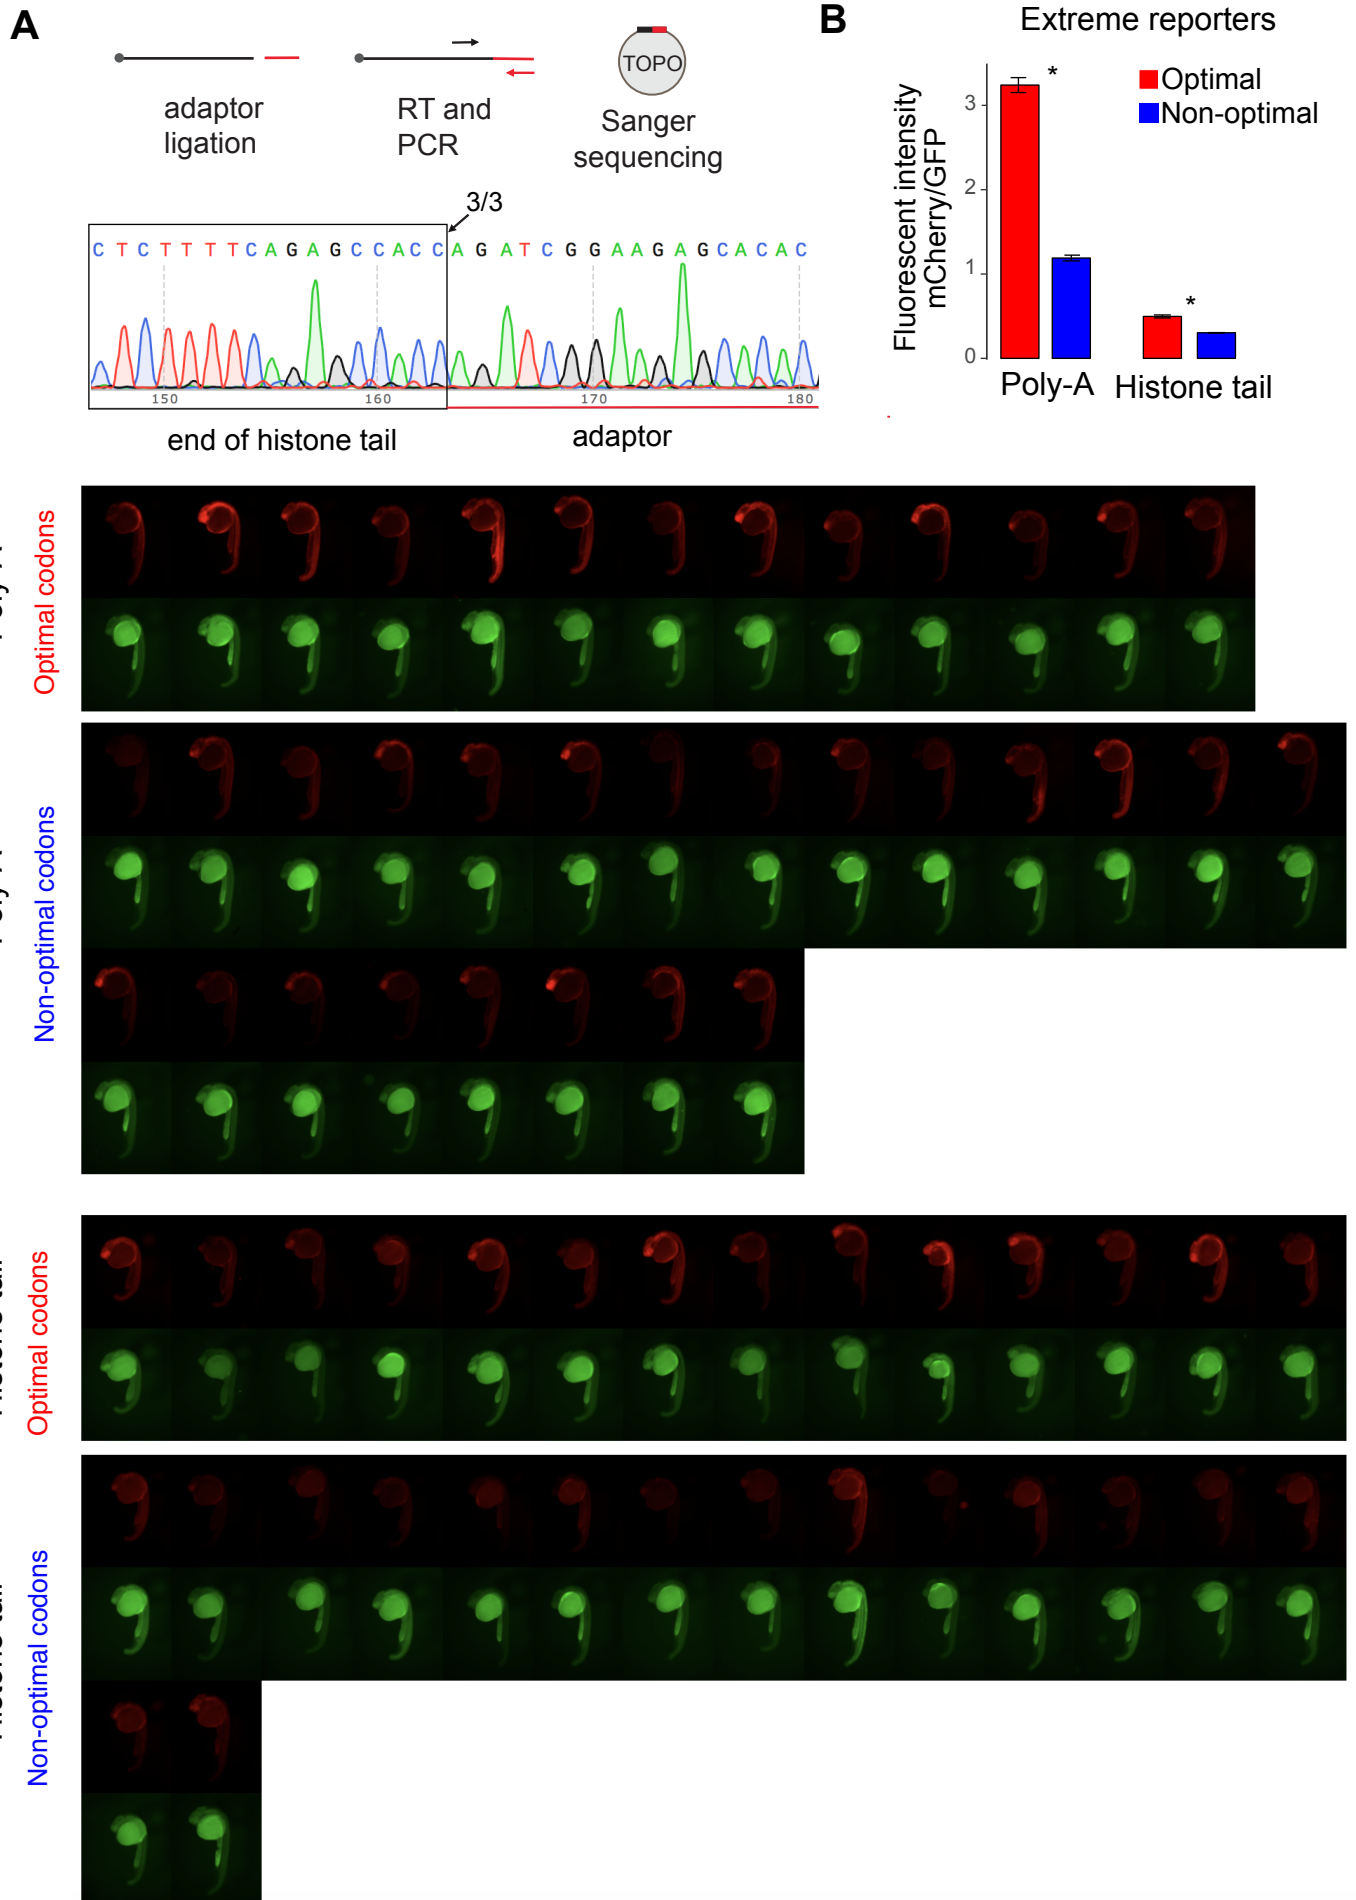 A
adaptor
ligation
RT and
PCR
TOPO
Sanger
sequencing
3/3
C T C T T T T C A G A G C C A C C A G A T C G G A A G A G C A C A C
150 160 170 180
end of histone tail
adaptor
B
Extreme reporters
Fluorescent intensity
mCherry/GFP
3
2
1
0
*
*
Optimal
Non-optimal
Poly-A
Histone tail
Optimal codons
Non-optimal codons
Optimal codons
Non-optimal codons